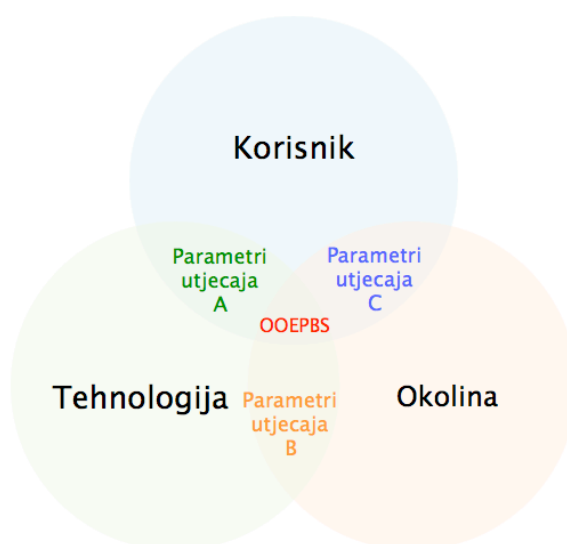 Korisnik
Parametri
utjecaja
A
Parametri
utjecaja
C
OOEPBS
Tehnologija
Parametri
utjecaja
B
Okolina